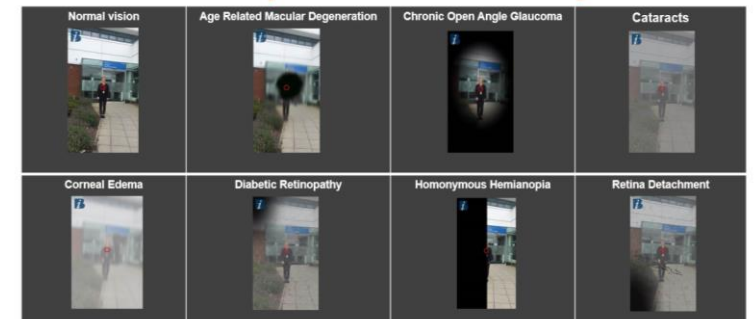 Normal vision
Age Related Macular Degeneration
Chronic Open Angle Glaucoma
Cataracts
Corneal Edema
Diabetic Retinopathy
Homonymous Hemianopia
Retina Detachment